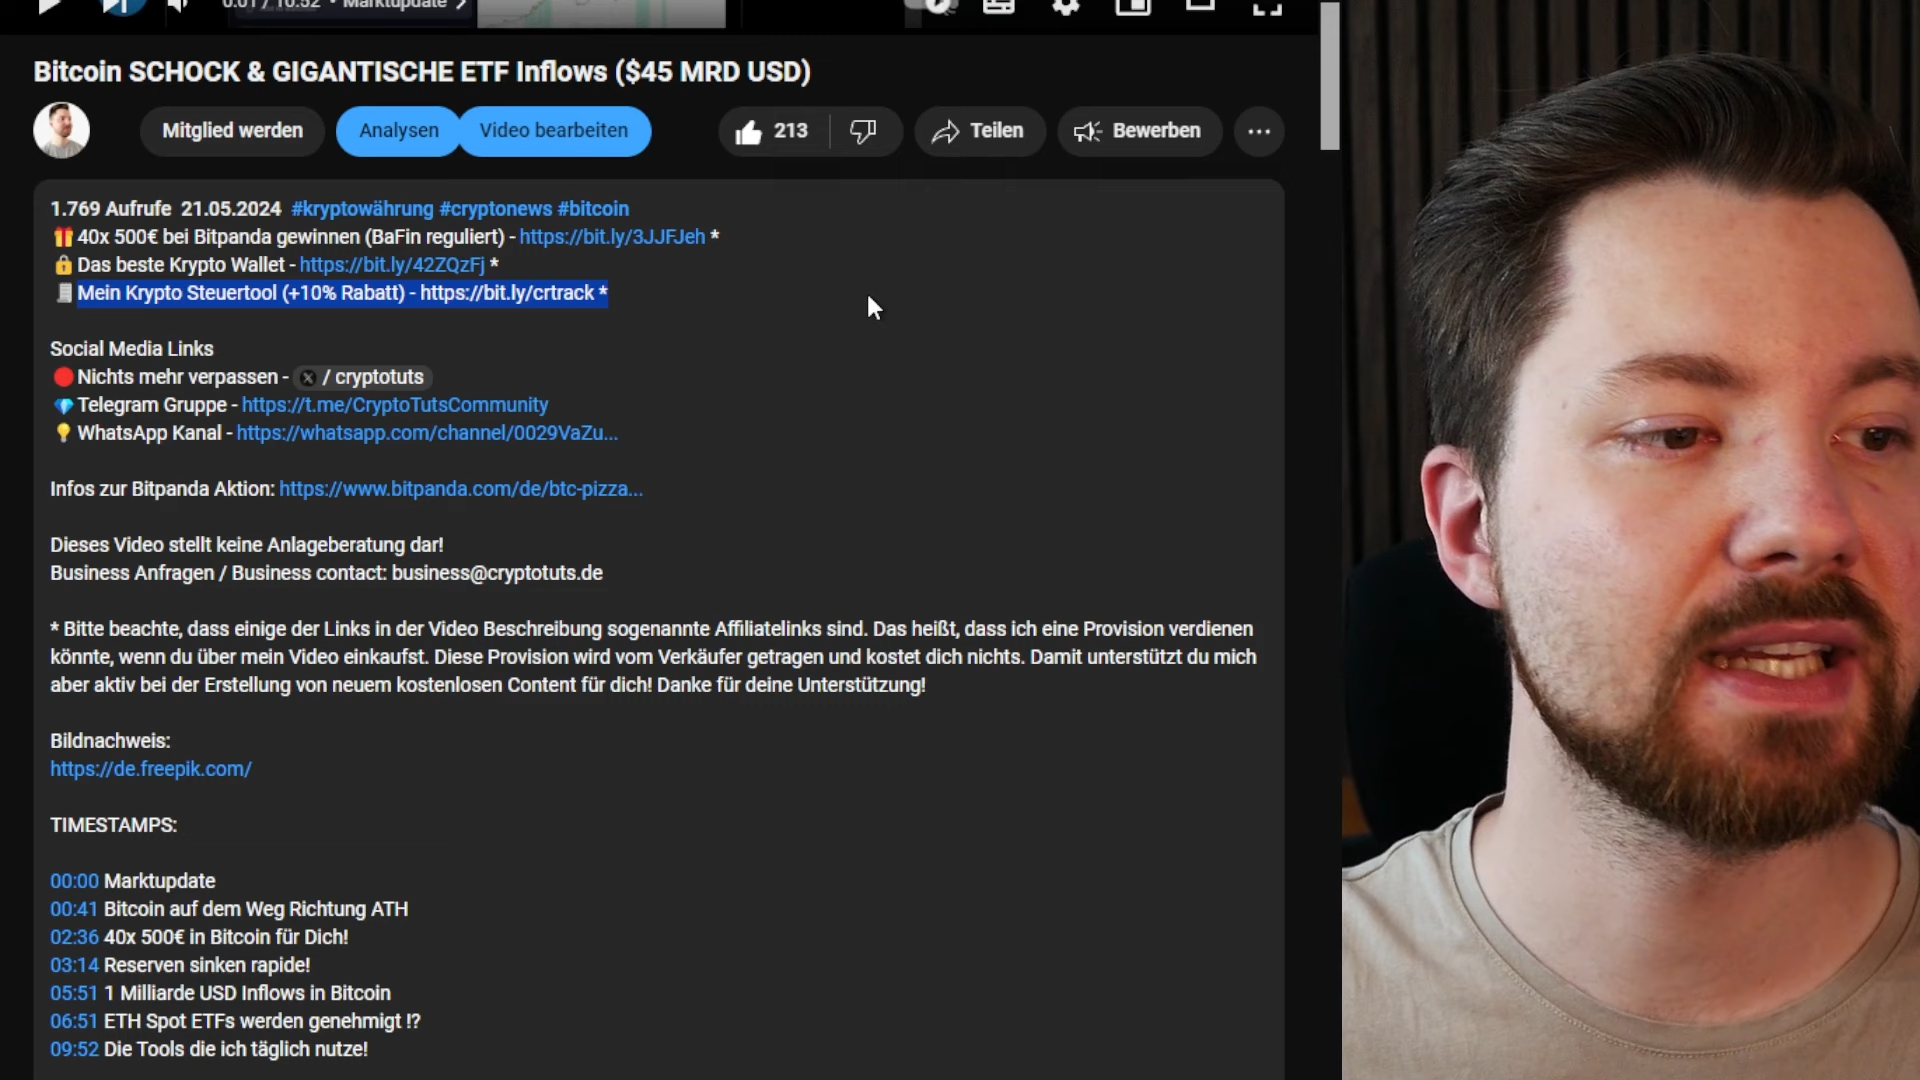 0:01 / 10:52 • Marktupdate
Bitcoin SCHOCK & GIGANTISCHE ETF Inflows ($45 MRD USD)
Mitglied werden
Analysen
Video bearbeiten
213
Teilen
Bewerben
1.769 Aufrufe 21.05.2024 #kryptowährung #cryptonews #bitcoin
40x 500€ bei Bitpanda gewinnen (BaFin reguliert) - https://bit.ly/3JJFJeh *
Das beste Krypto Wallet - https://bit.ly/42ZQzFj *
Mein Krypto Steuertool (+10% Rabatt) - https://bit.ly/crtrack *
Social Media Links
Nichts mehr verpassen - X / cryptotuts
Telegram Gruppe - https://t.me/CryptoTutsCommunity
WhatsApp Kanal - https://whatsapp.com/channel/0029VaZu...
Infos zur Bitpanda Aktion: https://www.bitpanda.com/de/btc-pizza...
Dieses Video stellt keine Anlageberatung dar!
Business Anfragen / Business contact: business@cryptotuts.de
* Bitte beachte, dass einige der Links in der Video Beschreibung sogenannte Affiliatelinks sind. Das heißt, dass ich eine Provision verdienen
könnte, wenn du über mein Video einkaufst. Diese Provision wird vom Verkäufer getragen und kostet dich nichts. Damit unterstützt du mich
aber aktiv bei der Erstellung von neuem kostenlosen Content für dich! Danke für deine Unterstützung!
Bildnachweis:
https://de.freepik.com/
TIMESTAMPS:
00:00 Marktupdate
00:41 Bitcoin auf dem Weg Richtung ATH
02:36 40x 500€ in Bitcoin für Dich!
03:14 Reserven sinken rapide!
05:51 1 Milliarde USD Inflows in Bitcoin
06:51 ETH Spot ETFs werden genehmigt !?
09:52 Die Tools die ich täglich nutze!